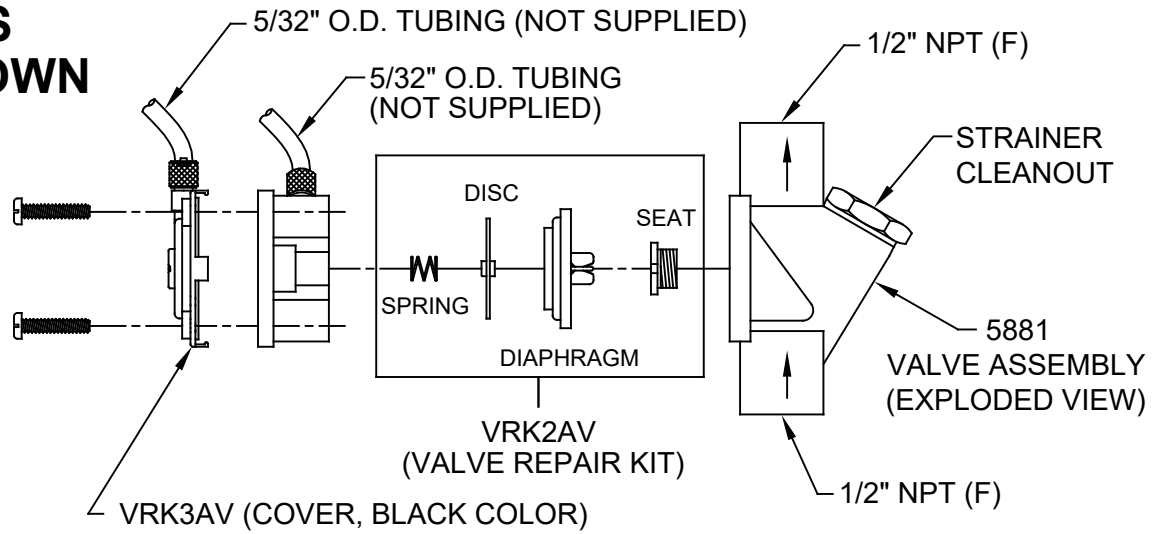 S
OWN
5/32" O.D. TUBING (NOT SUPPLIED)
5/32" O.D. TUBING
(NOT SUPPLIED)
1/2" NPT (F)
STRAINER
CLEANOUT
DISC
SEAT
SPRING
DIAPHRAGM
5881
VALVE ASSEMBLY
(EXPLODED VIEW)
VRK2AV
(VALVE REPAIR KIT)
1/2" NPT (F)
VRK3AV (COVER, BLACK COLOR)